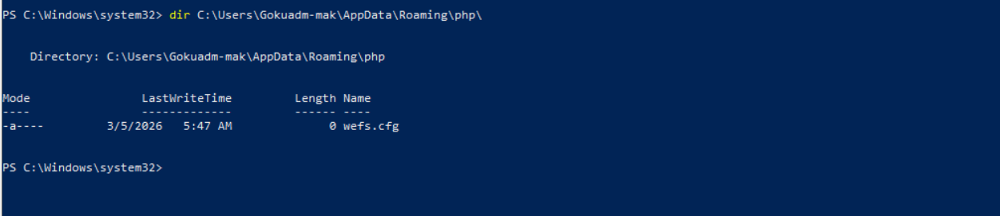 PS C:\Windows\system32> dir C:\Users\Gokuadm-mak\AppData\Roaming\php\
Directory: C:\Users\Gokuadm-mak\AppData\Roaming\php
Mode LastWriteTime Length Name
---- ------------- ------ ----
-a---- 3/5/2026 5:47 AM 0 wefs.cfg
PS C:\Windows\system32>